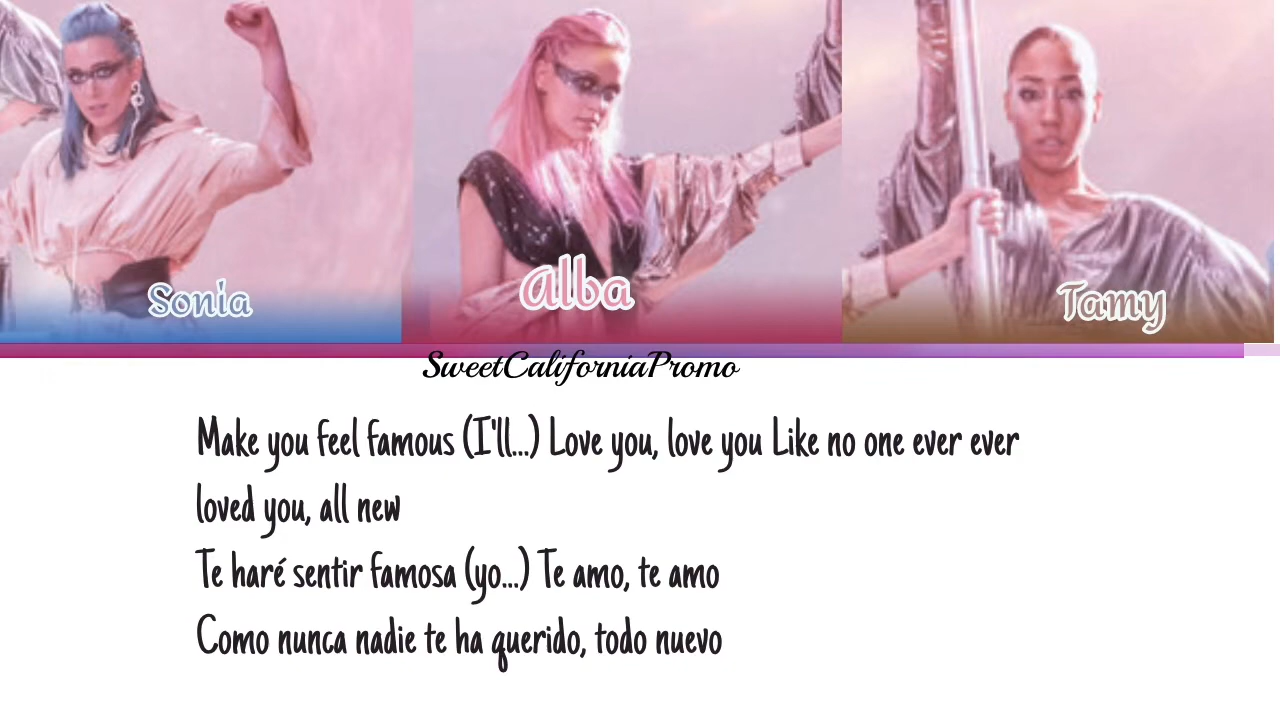 Sonia
Alba
Tamy
SweetCaliforniaPromo
Make you feel famous (I'll...) Love you, love you Like no one ever ever
loved you, all new
Te haré sentir famosa (yo...) Te amo, te amo
Como nunca nadie te ha querido, todo nuevo